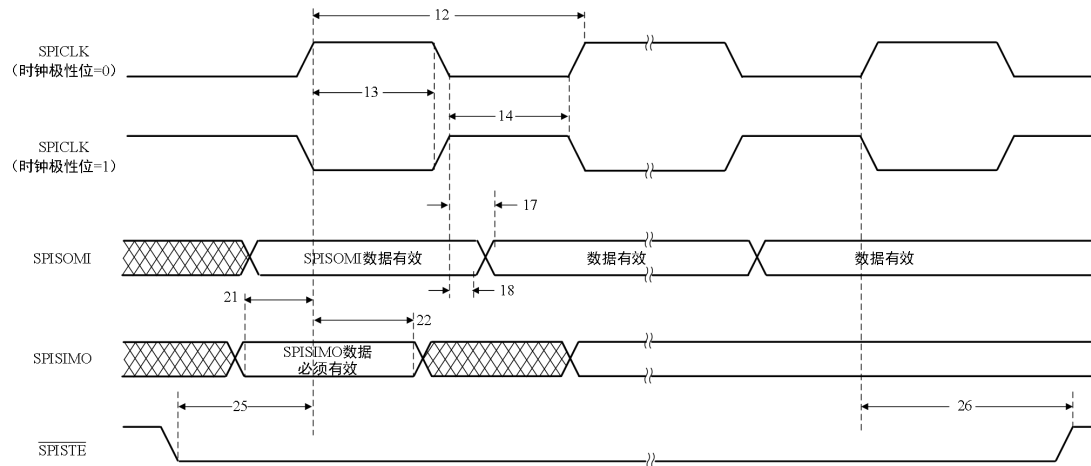 12
SPICLK
（时钟极性位=0）
13
14
SPICLK
（时钟极性位=1）
17
SPISOMI
SPISOMI数据有效
数据有效
数据有效
18
21
22
SPISIMO
SPISIMO数据
必须有效
25
26
SPISTE